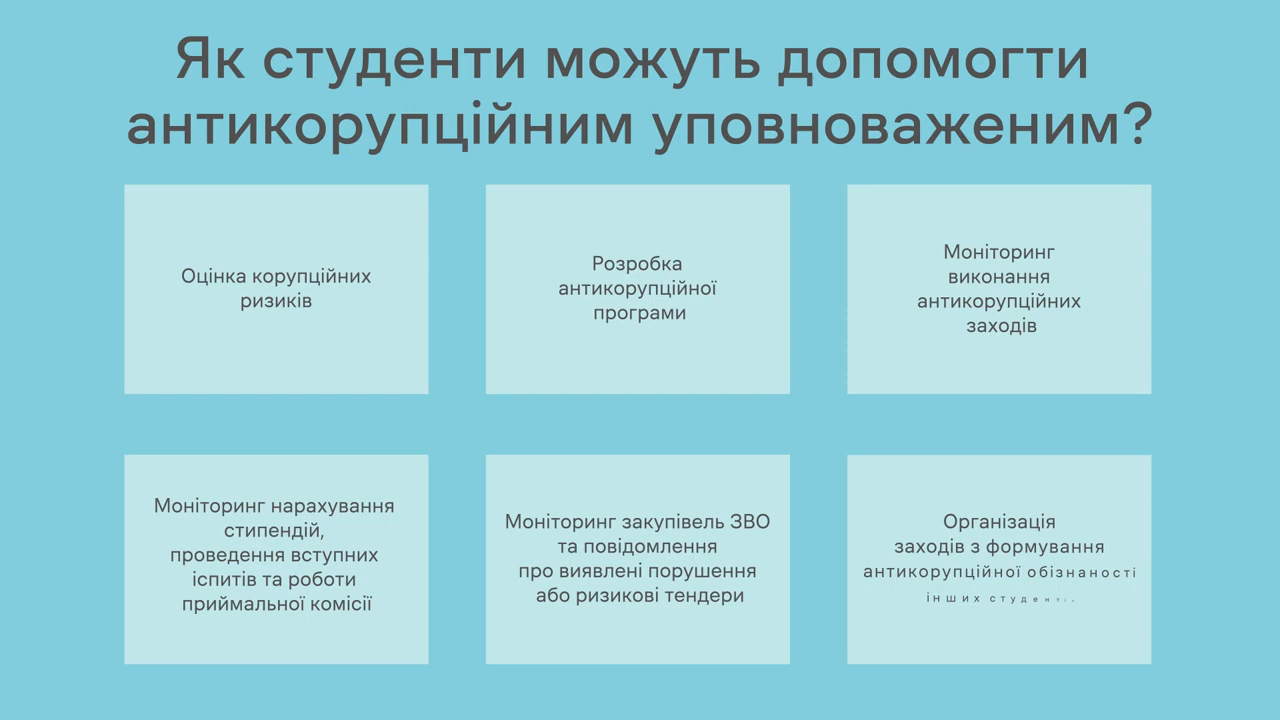 Як студенти можуть допомогти
антикорупційним уповноваженим?
Оцінка корупційних
ризиків
Розробка
антикорупційної
програми
Моніторинг
виконання
антикорупційних
заходів
Моніторинг нарахування
стипендій,
проведення вступних
іспитів та роботи
приймальної комісії
Моніторинг закупівель ЗВО
та повідомлення
про виявлені порушення
або ризикові тендери
Організація
заходів з формування
антикорупційної обізнаності
інших